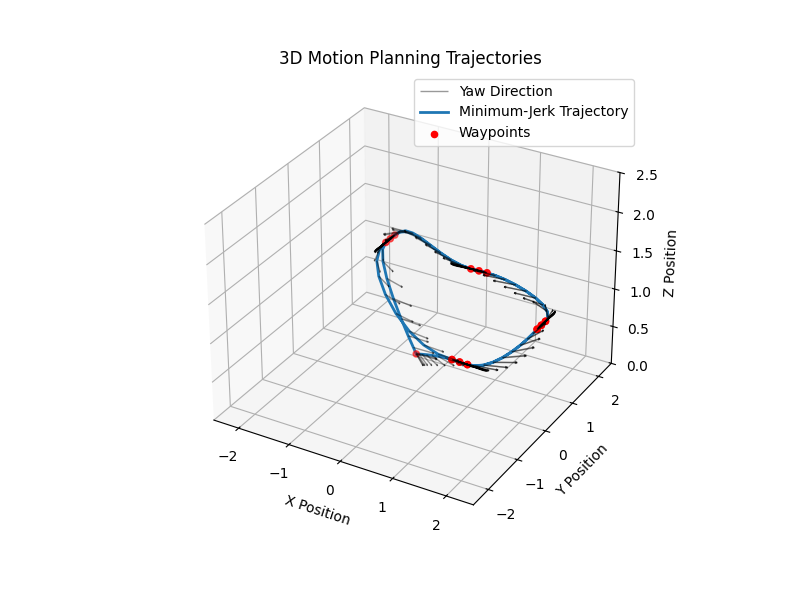 3D Motion Planning Trajectories
Yaw Direction
Minimum-Jerk Trajectory
Waypoints
2.5
2.0
1.5
1.0
0.5
0.0
Z Position
2
1
0
−1
−2
Y Position
−2
−1
0
1
2
X Position